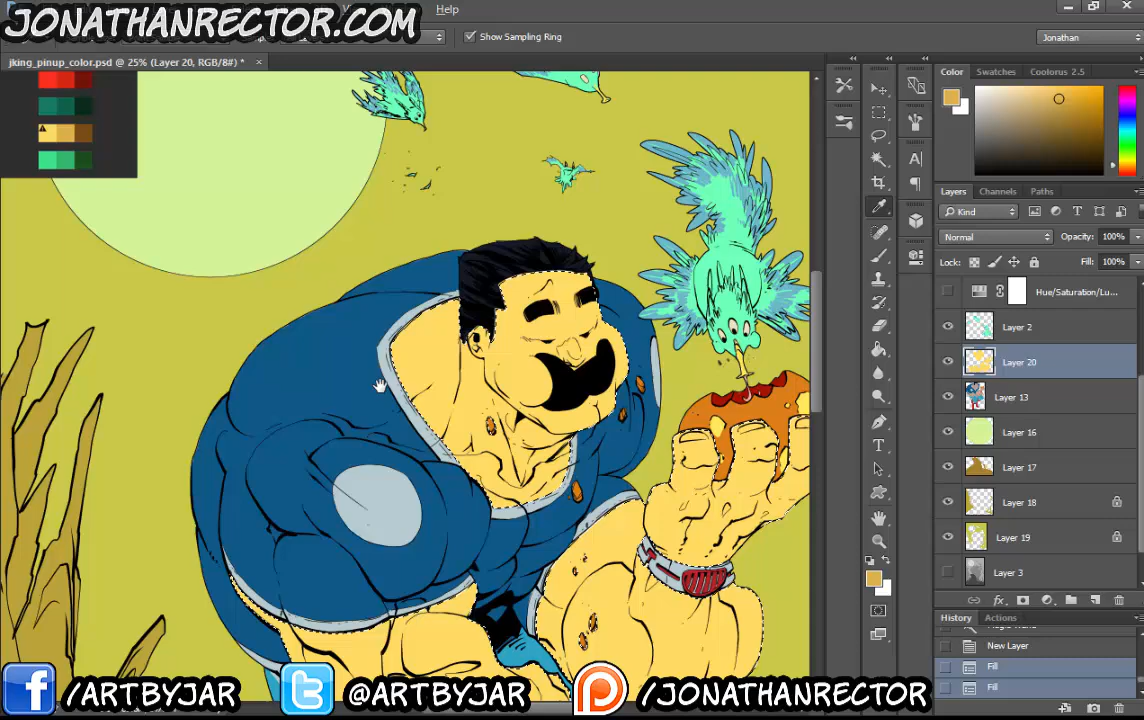 JONATHANRECTOR.COM
Help
Show Sampling Ring
Jonathan
jking_pinup_color.psd @ 25% (Layer 20, RGB/8#) *
Color Swatches Coolorus 2.5
Layers Channels Paths
Kind
Normal Opacity: 100%
Lock: Fill: 100%
Hue/Saturation/Lu...
Layer 2
Layer 20
Layer 13
Layer 16
Layer 17
Layer 18
Layer 19
Layer 3
History Actions
New Layer
Fill
Fill
/ARTBYJAR @ARTBYJAR /JONATHANRECTOR